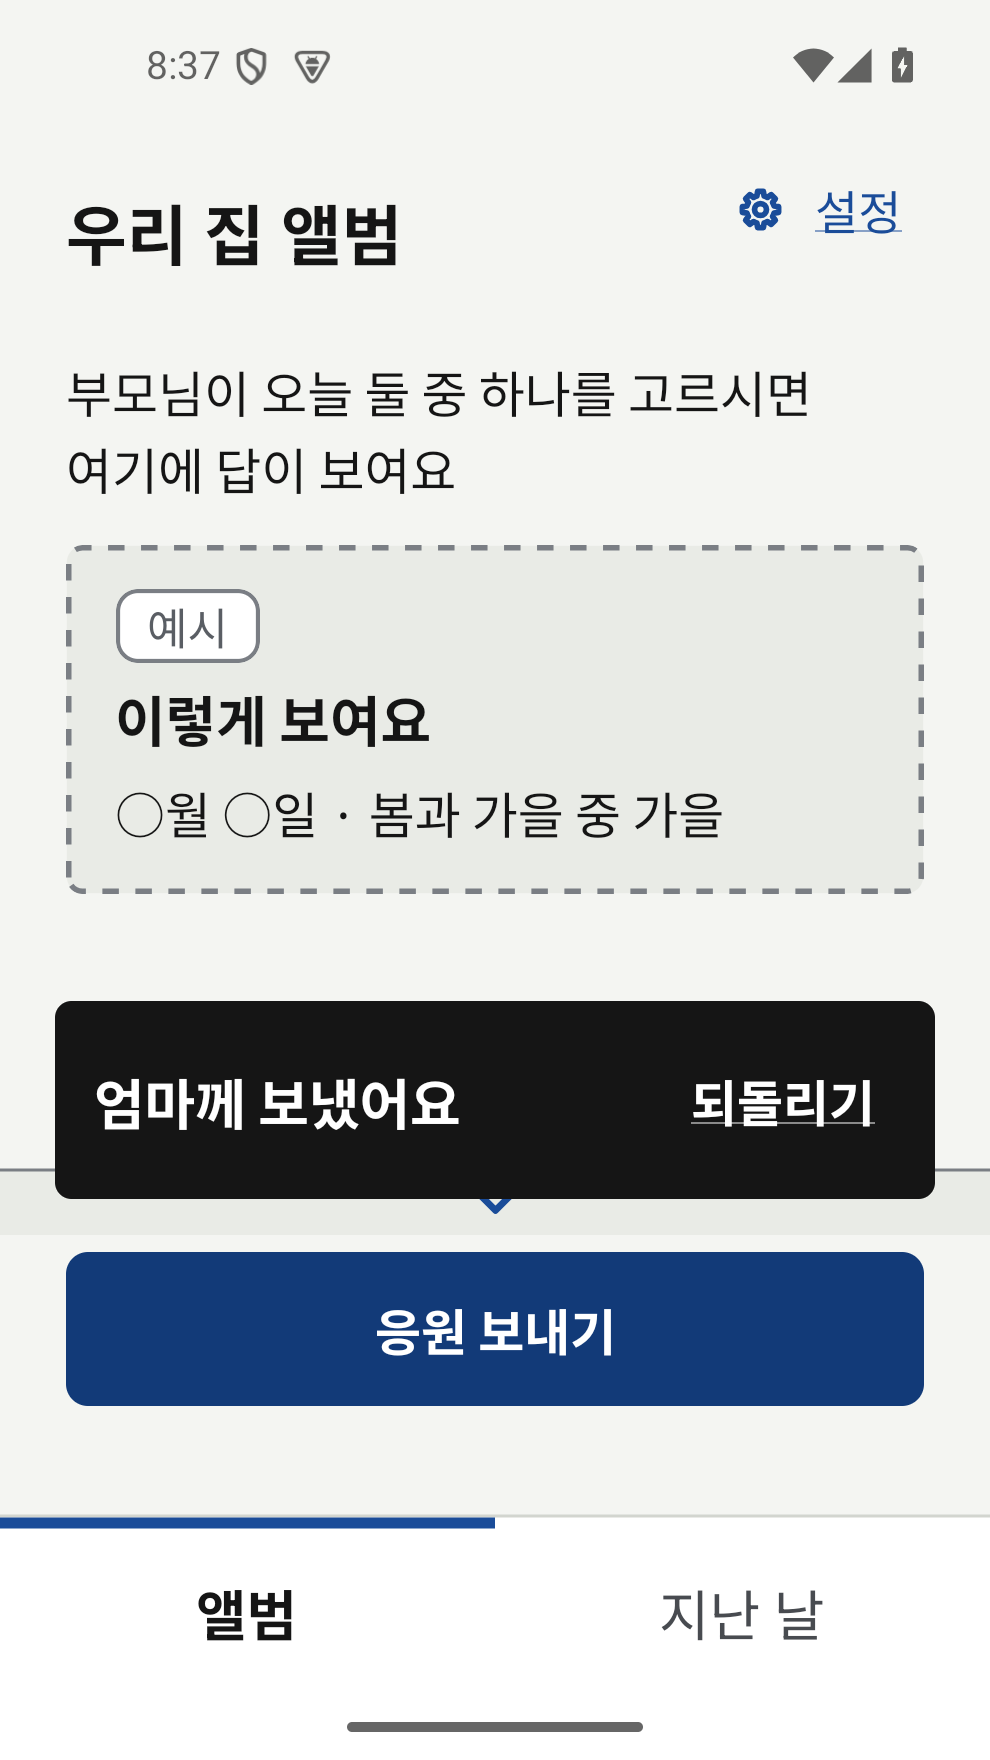 8:37
우리 집 앨범
설정
부모님이 오늘 둘 중 하나를 고르시면
여기에 답이 보여요
예시
이렇게 보여요
◯월 ◯일 · 봄과 가을 중 가을
엄마께 보냈어요
되돌리기
응원 보내기
앨범
지난 날